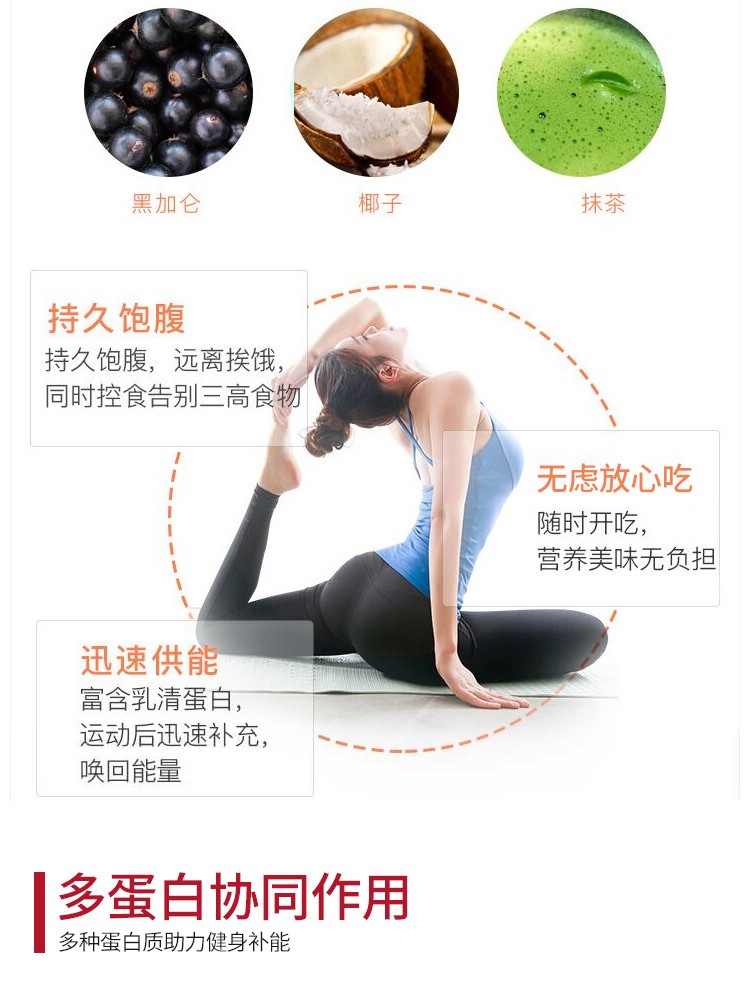 黑加仑
椰子
抹茶
持久饱腹
持久饱腹，远离挨饿，
同时控食告别三高食物
无虑放心吃
随时开吃，
营养美味无负担
迅速供能
富含乳清蛋白，
运动后迅速补充，
唤回能量
多蛋白协同作用
多种蛋白质助力健身补能